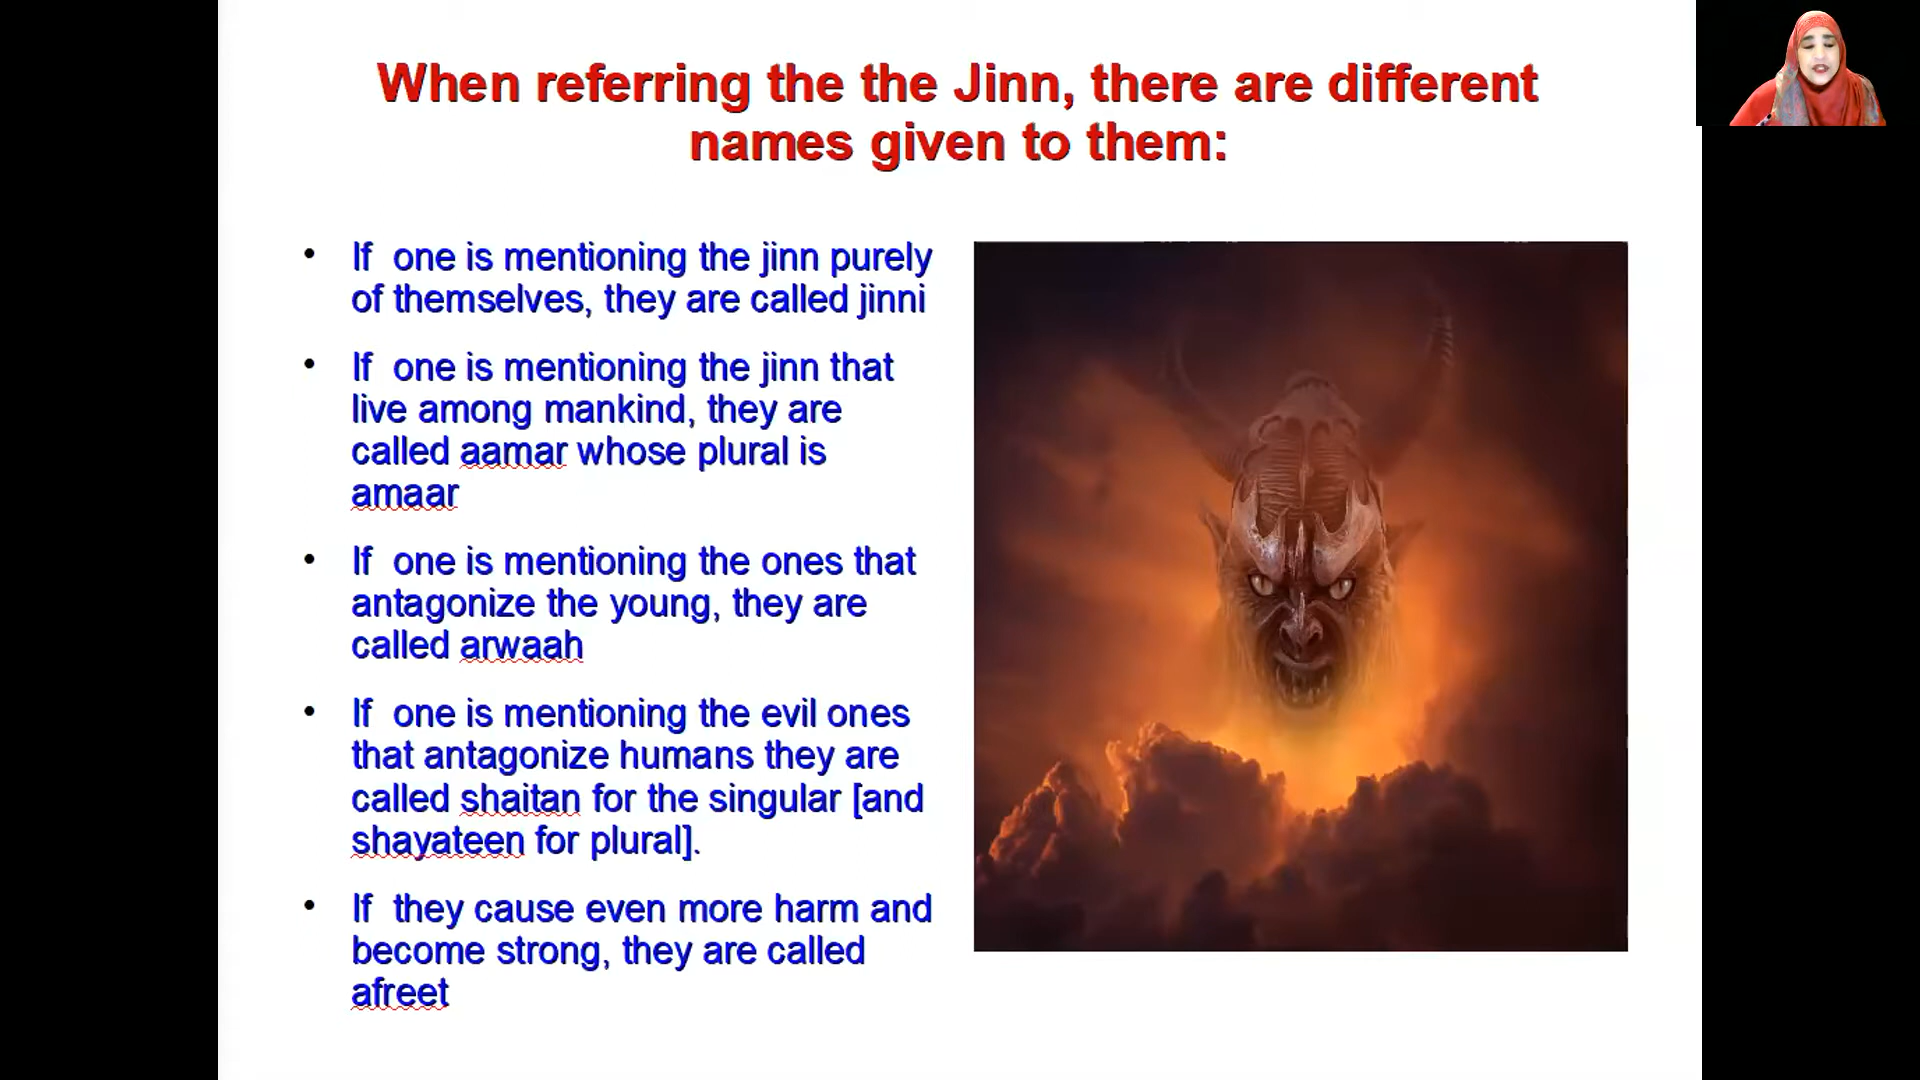 When referring the the Jinn, there are different
names given to them:
• If one is mentioning the jinn purely
of themselves, they are called jinni
• If one is mentioning the jinn that
live among mankind, they are
called aamar whose plural is
amaar
• If one is mentioning the ones that
antagonize the young, they are
called arwaah
• If one is mentioning the evil ones
that antagonize humans they are
called shaitan for the singular [and
shayateen for plural].
• If they cause even more harm and
become strong, they are called
afreet